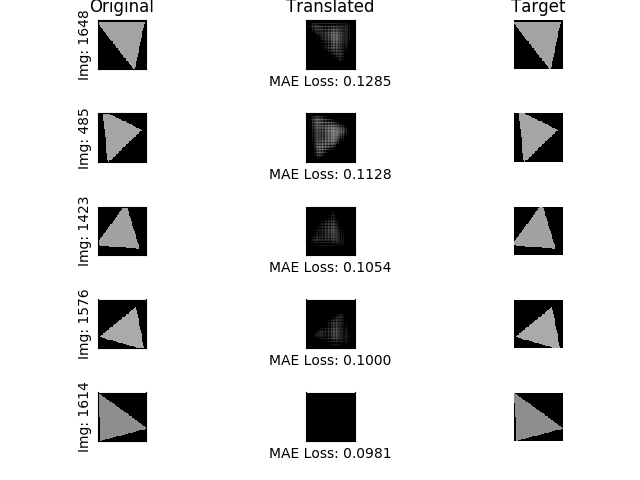 Original Translated Target
Img: 1648
MAE Loss: 0.1285
Img: 485
MAE Loss: 0.1128
Img: 1423
MAE Loss: 0.1054
Img: 1576
MAE Loss: 0.1000
Img: 1614
MAE Loss: 0.0981